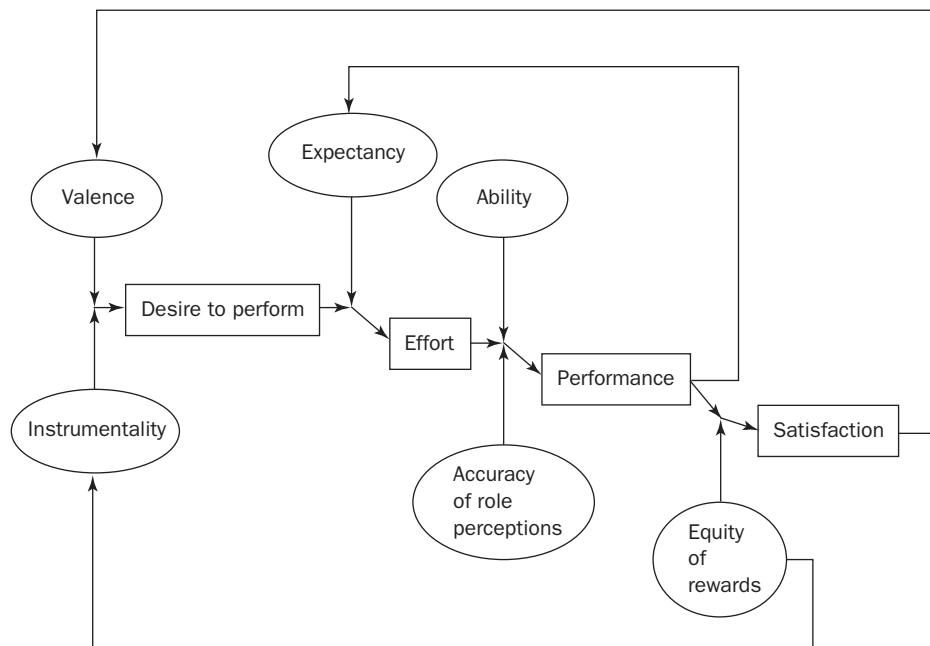 Expectancy
Valence
Ability
Desire to perform
Effort
Performance
Instrumentality
Satisfaction
Accuracy
of role
perceptions
Equity
of
rewards